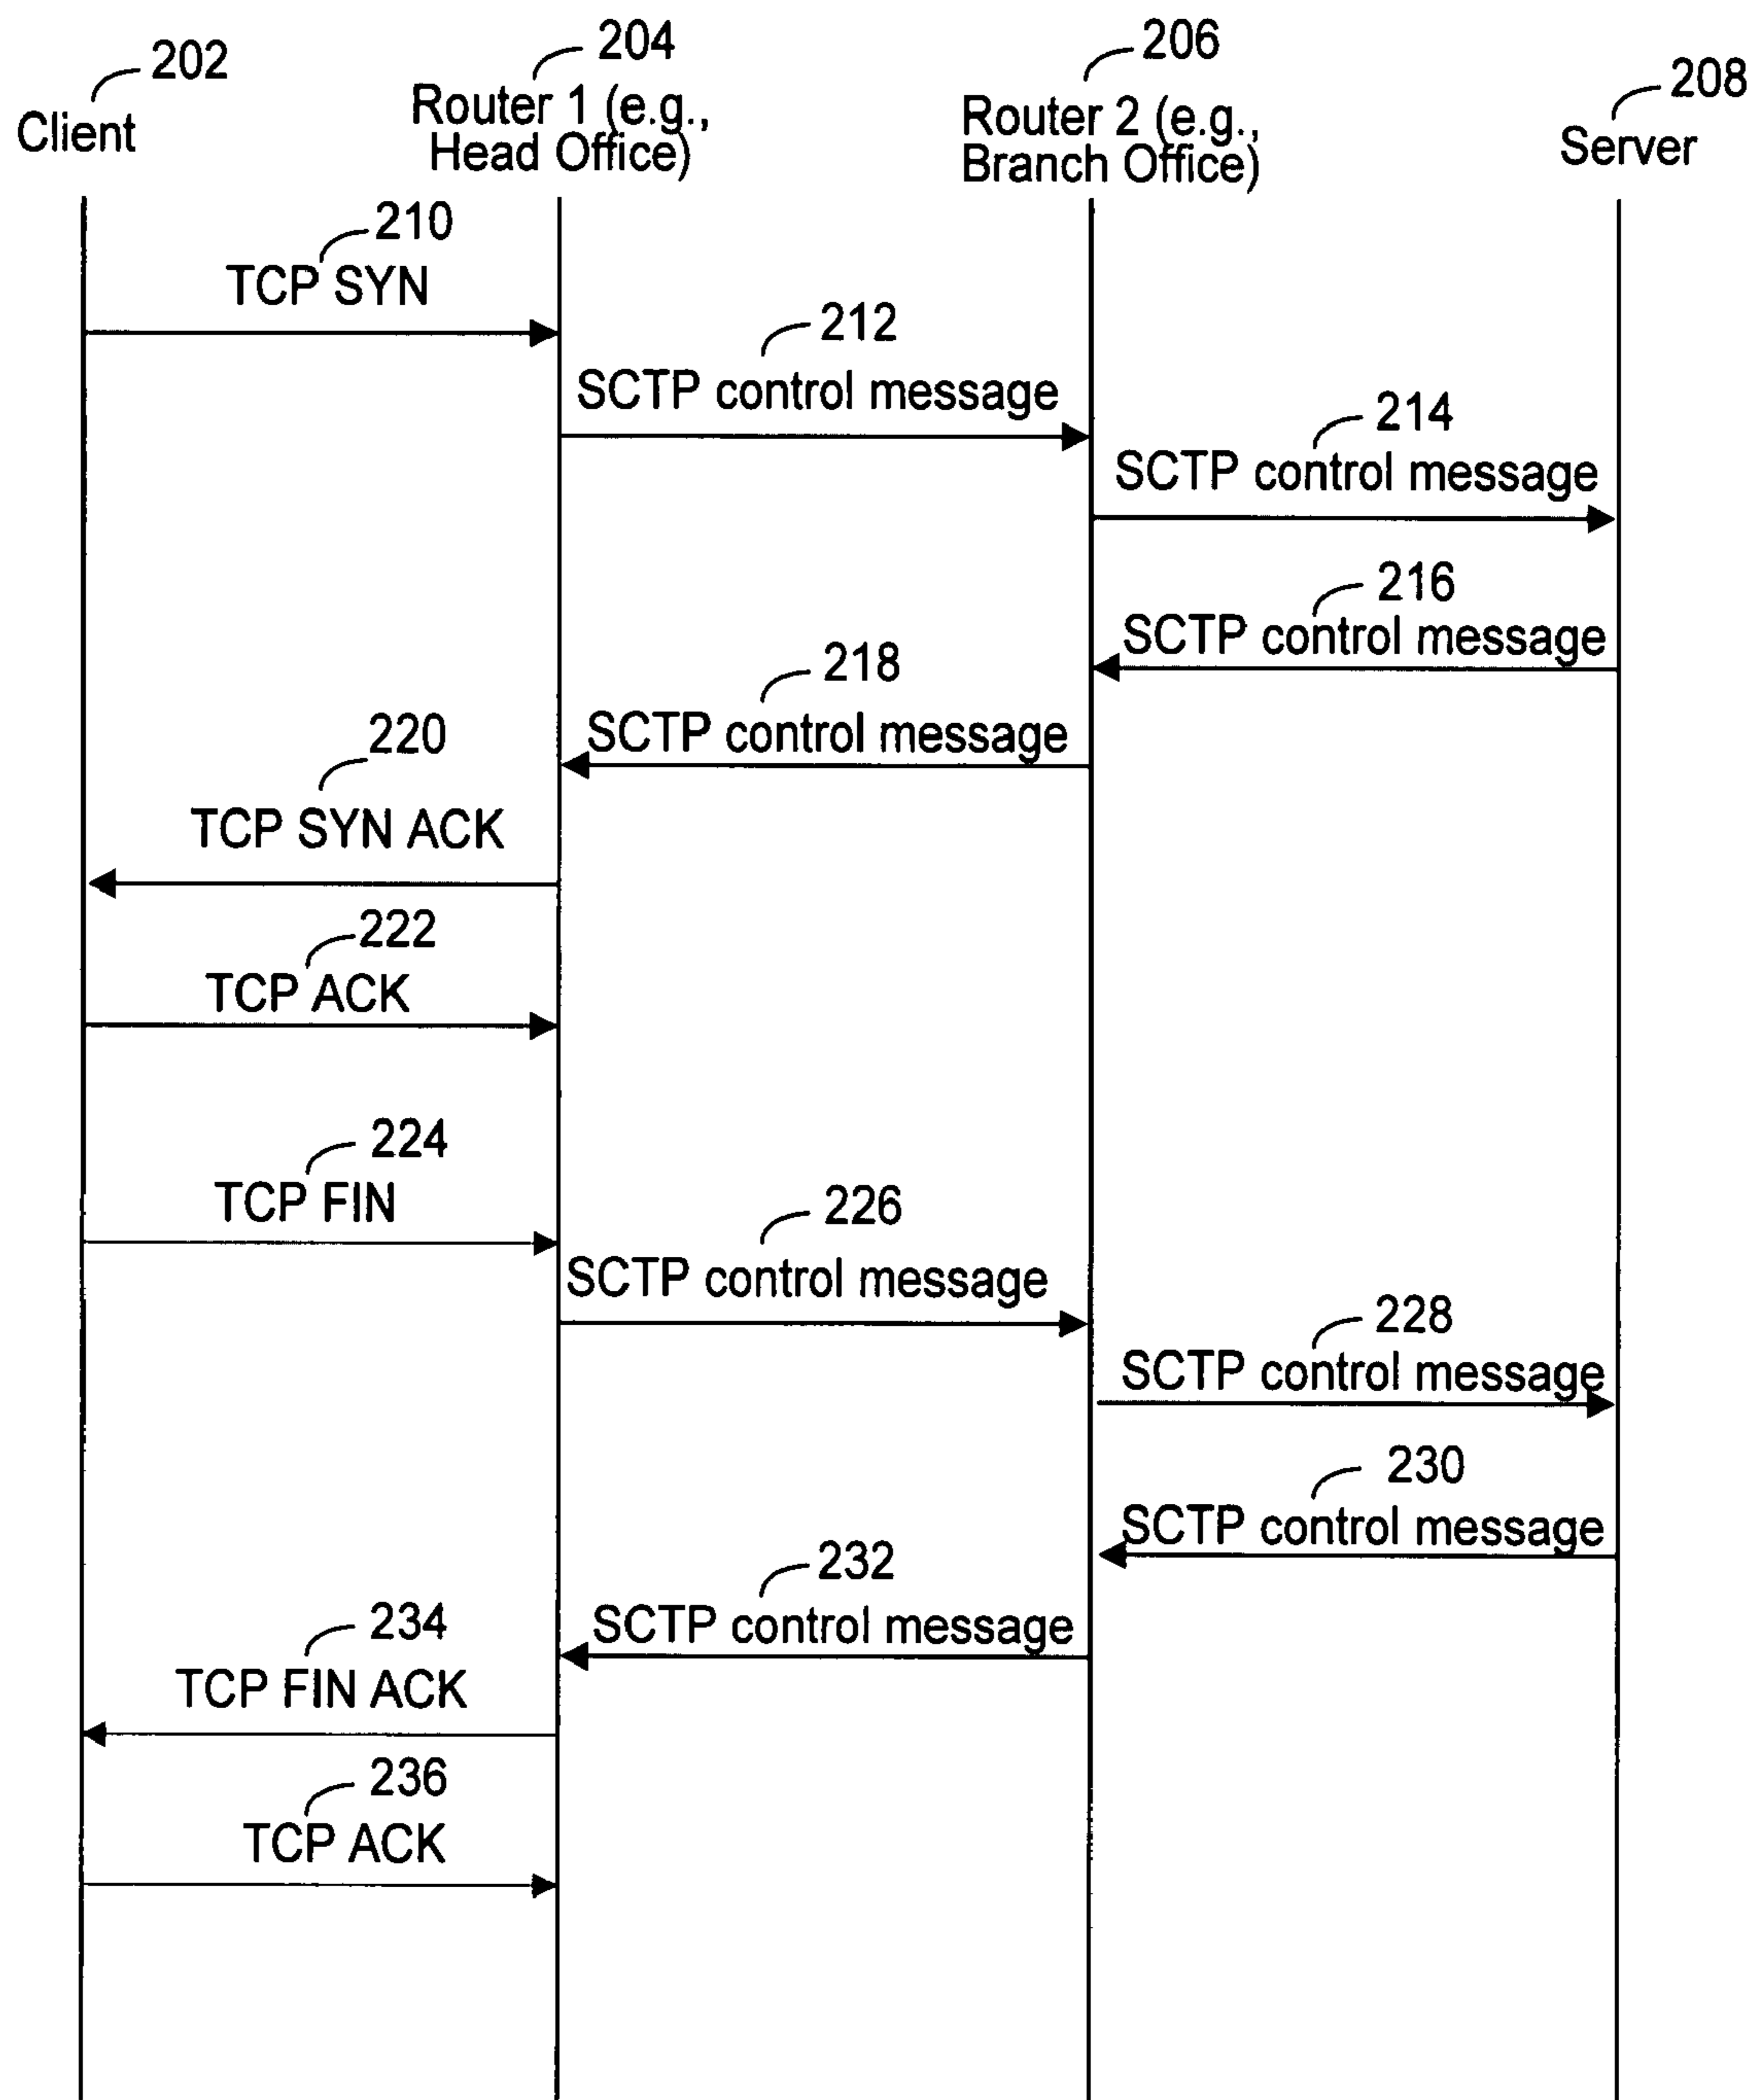 202
Client
204
Router 1 (e.g.,
Head Office)
206
Router 2 (e.g.,
Branch Office)
208
Server
210
TCP SYN
212
SCTP control message
214
SCTP control message
216
SCTP control message
218
SCTP control message
220
TCP SYN ACK
222
TCP ACK
224
TCP FIN
226
SCTP control message
228
SCTP control message
230
SCTP control message
232
SCTP control message
234
TCP FIN ACK
236
TCP ACK